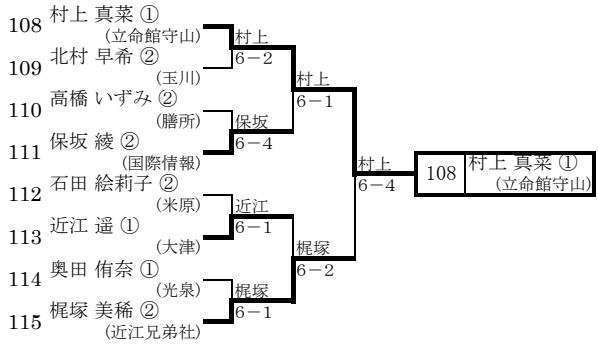 108 村上 真菜 ①
(立命館守山)
村上
6－2
109 北村 早希 ②
(玉川)
村上
6－1
110 高橋 いずみ ②
(膳所)
保坂
6－4
111 保坂 綾 ②
(国際情報)
村上
6－4
108 村上 真菜 ①
(立命館守山)
112 石田 絵莉子 ②
(米原)
近江
6－1
113 近江 遥 ①
(大津)
梶塚
6－2
114 奥田 侑奈 ①
(光泉)
梶塚
6－1
115 梶塚 美稀 ②
(近江兄弟社)